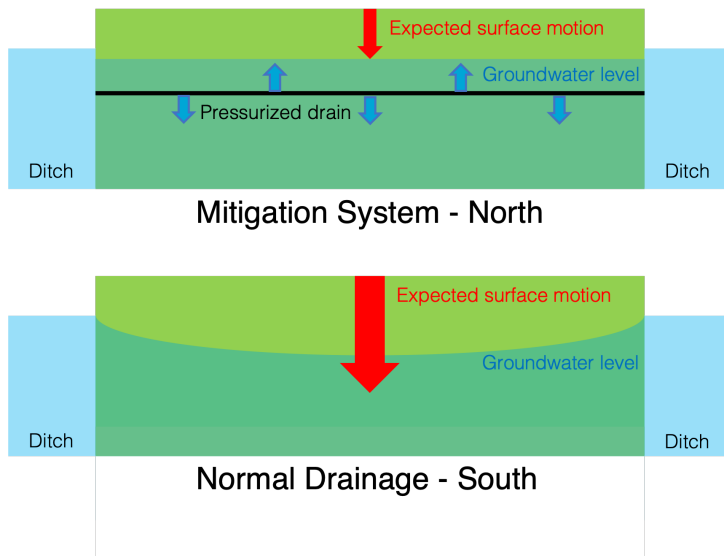 Expected surface motion
Groundwater level
Pressurized drain
Ditch
Ditch
Mitigation System - North
Expected surface motion
Groundwater level
Ditch
Ditch
Normal Drainage - South